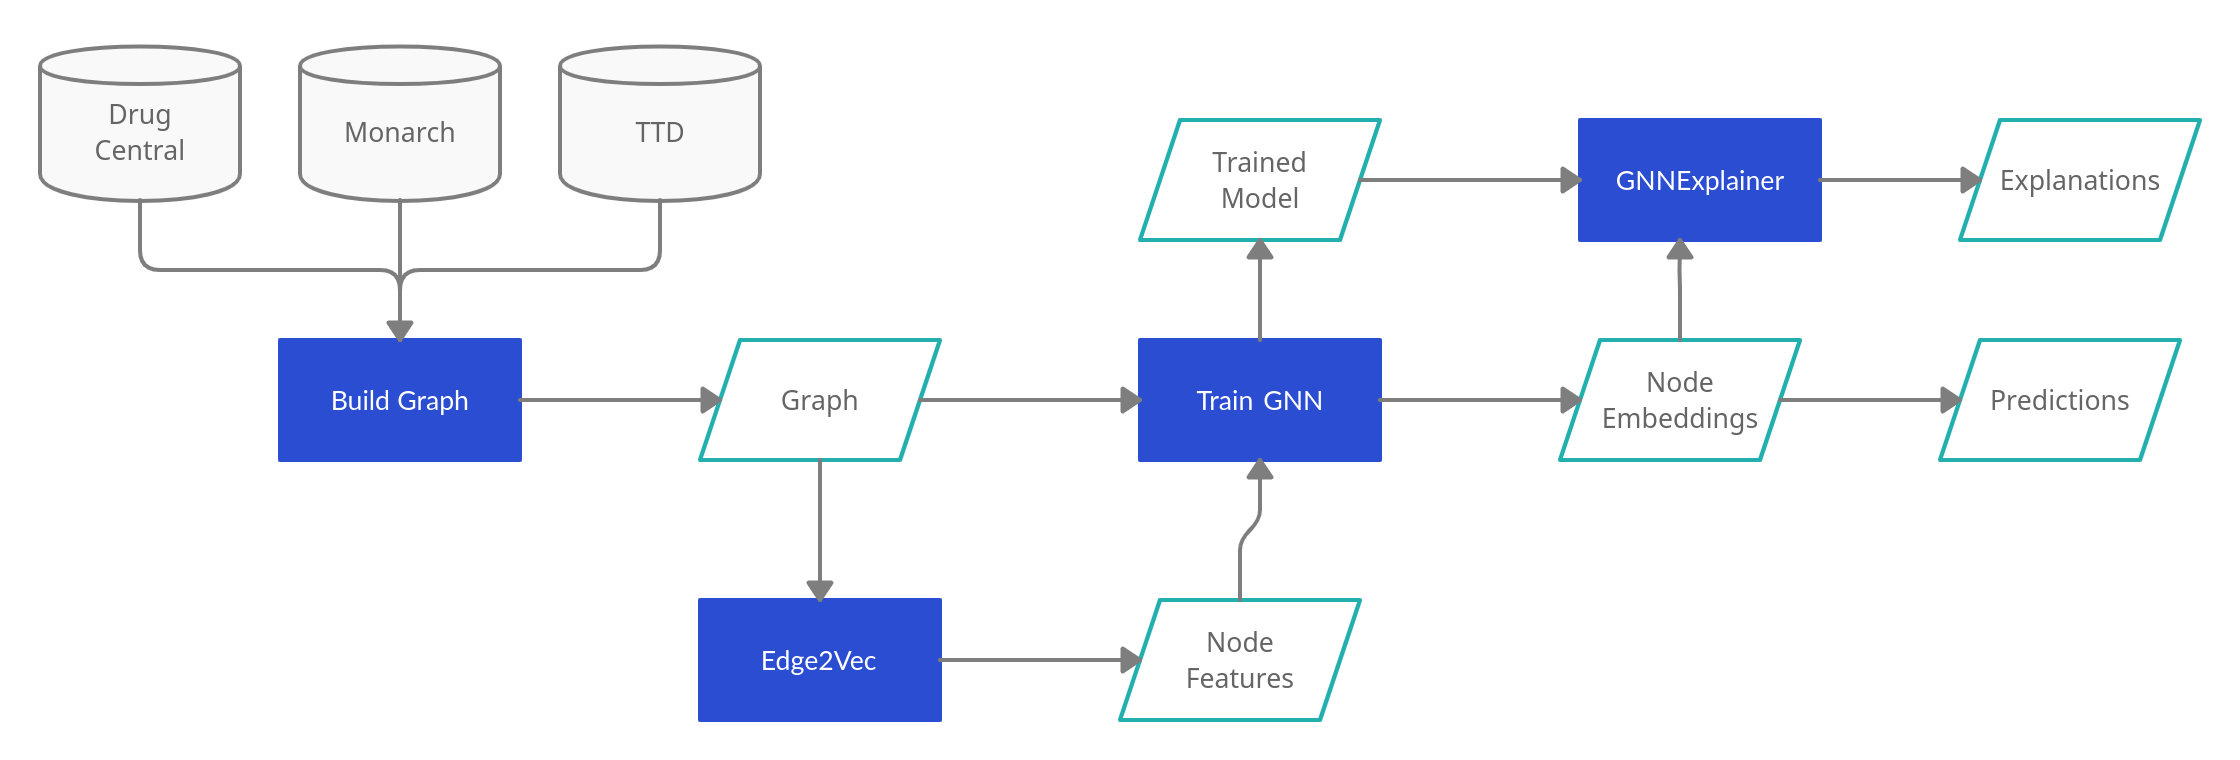 Drug
Central
Monarch
TTD
Trained
Model
GNNExplainer
Explanations
Build Graph
Graph
Train GNN
Node
Embeddings
Predictions
Edge2Vec
Node
Features